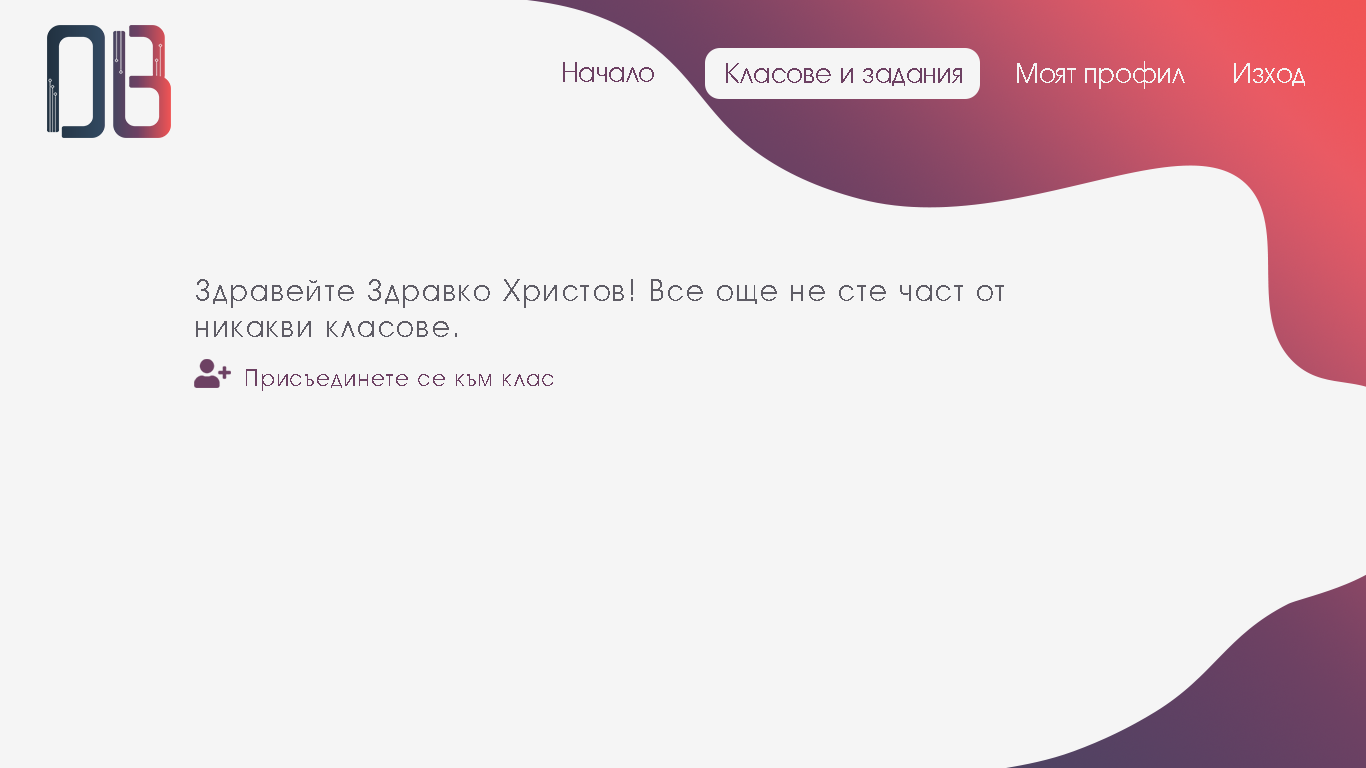 DB
Начало
Класове и задания
Моят профил
Изход
Здравейте Здравко Христов! Все още не сте част от
никакви класове.
Присъединете се към клас